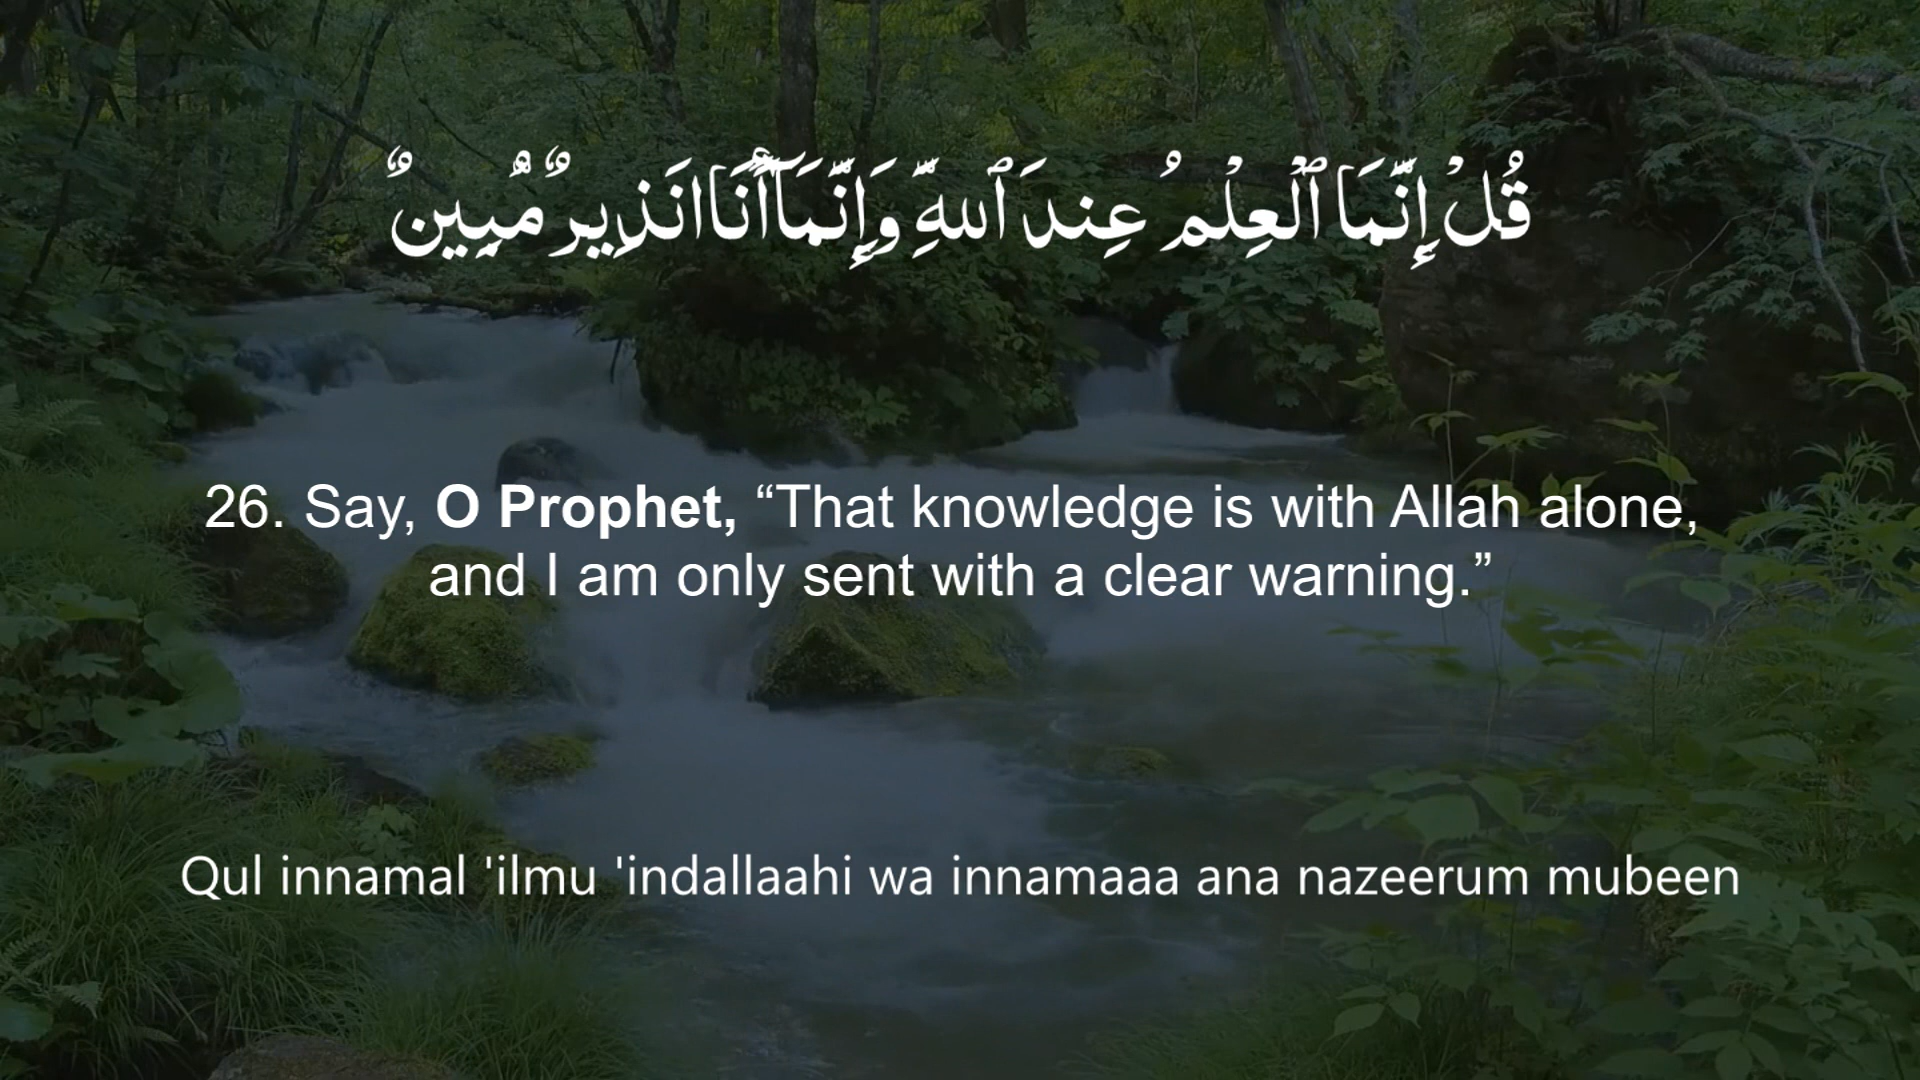 قُلْ إِنَّمَا ٱلْعِلْمُ عِندَ ٱللَّهِ وَإِنَّمَآ أَنَا۠ نَذِيرٌ مُّبِينٌ
26. Say, O Prophet, “That knowledge is with Allah alone,
and I am only sent with a clear warning.”
Qul innamal 'ilmu 'indallaahi wa innamaaa ana nazeerum mubeen